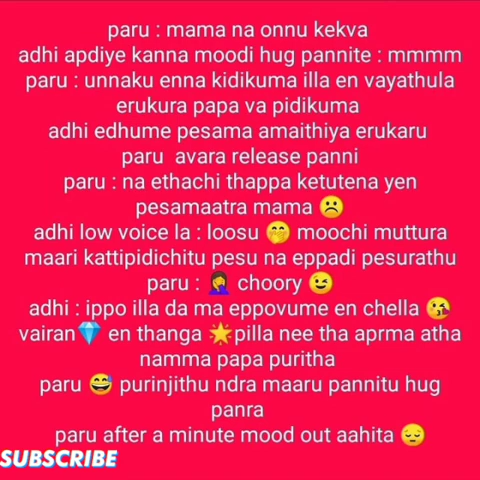 paru : mama na onnu kekva
adhi apdiye kanna moodi hug pannite : mmmm
paru : unnaku enna kidikuma illa en vayathula
erukura papa va pidikuma
adhi edhume pesama amaithiya erukaru
paru avara release panni
paru : na ethachi thappa ketutena yen
pesamaatra mama ☹️
adhi low voice la : loosu 🤭 moochi muttura
maari kattipidichitu pesu na eppadi pesurathu
paru : 🤦‍♀️ choory 😉
adhi : ippo illa da ma eppovume en chella 😘
vairan💎 en thanga 🌟pilla nee tha aprma atha
namma papa puritha
paru 😅 purinjithu ndra maaru pannitu hug
panra
paru after a minute mood out aahita 😔
SUBSCRIBE